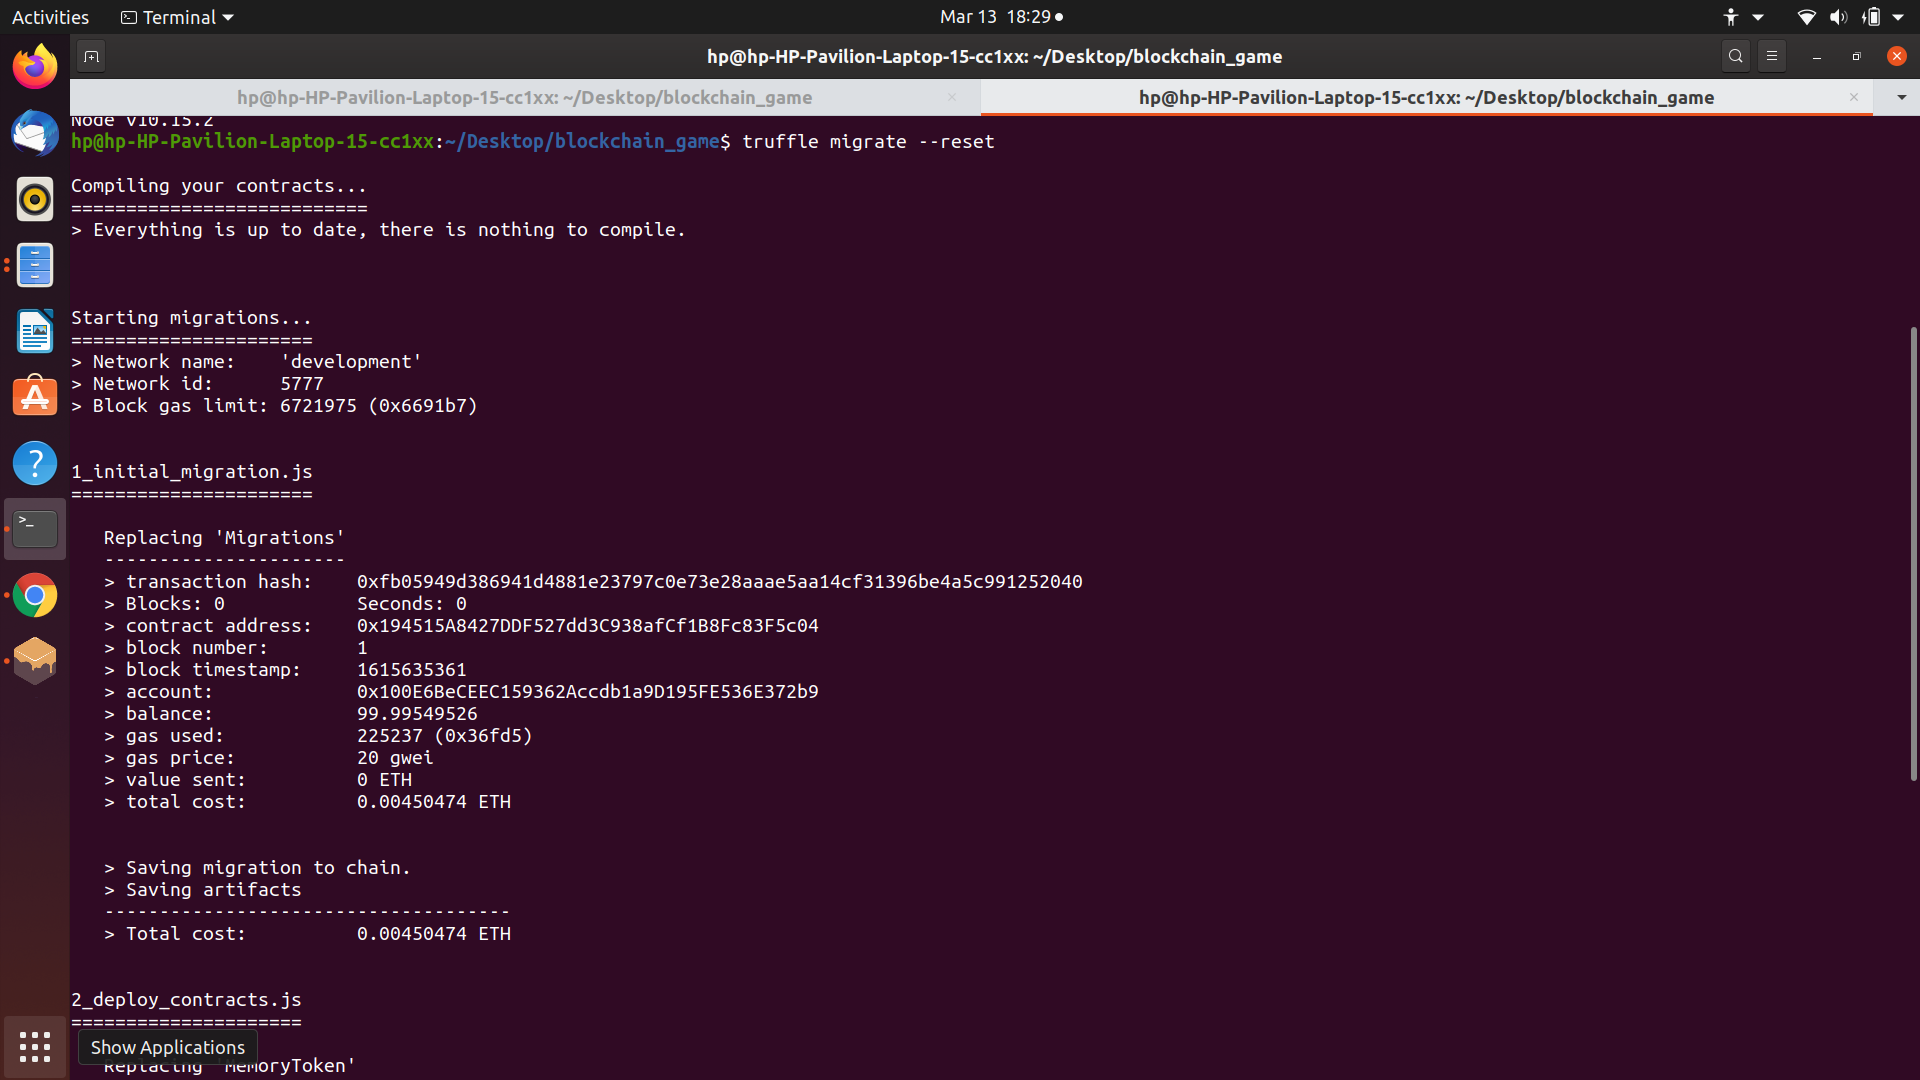 Activities
Terminal
Mar 13 18:29
hp@hp-HP-Pavilion-Laptop-15-cc1xx: ~/Desktop/blockchain_game
hp@hp-HP-Pavilion-Laptop-15-cc1xx: ~/Desktop/blockchain_game
hp@hp-HP-Pavilion-Laptop-15-cc1xx: ~/Desktop/blockchain_game
Node v10.15.2
hp@hp-HP-Pavilion-Laptop-15-cc1xx:~/Desktop/blockchain_game$ truffle migrate --reset
Compiling your contracts...
===========================
> Everything is up to date, there is nothing to compile.
Starting migrations...
======================
> Network name:    'development'
> Network id:      5777
> Block gas limit: 6721975 (0x6691b7)
1_initial_migration.js
======================
Replacing 'Migrations'
----------------------
> transaction hash:    0xfb05949d386941d4881e23797c0e73e28aaae5aa14cf31396be4a5c991252040
> Blocks: 0            Seconds: 0
> contract address:    0x194515A8427DDF527dd3C938afCf1B8Fc83F5c04
> block number:        1
> block timestamp:     1615635361
> account:             0x100E6BeCEEC159362Accdb1a9D195FE536E372b9
> balance:             99.99549526
> gas used:            225237 (0x36fd5)
> gas price:           20 gwei
> value sent:          0 ETH
> total cost:          0.00450474 ETH
> Saving migration to chain.
> Saving artifacts
-------------------------------------
> Total cost:          0.00450474 ETH
2_deploy_contracts.js
=====================
Show Applications
Replacing 'MemoryToken'